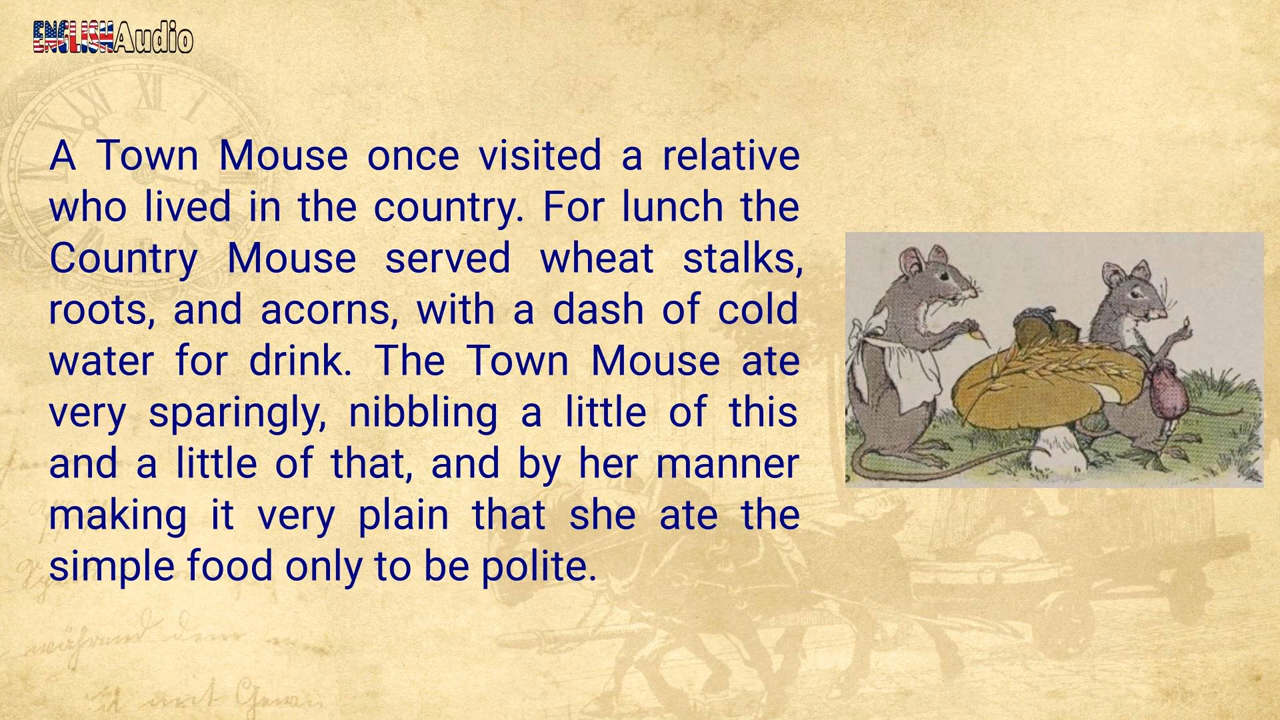 ENGLISHAudio
XII
A Town Mouse once visited a relative
who lived in the country. For lunch the
Country Mouse served wheat stalks,
roots, and acorns, with a dash of cold
water for drink. The Town Mouse ate
very sparingly, nibbling a little of this
and a little of that, and by her manner
making it very plain that she ate the
simple food only to be polite.